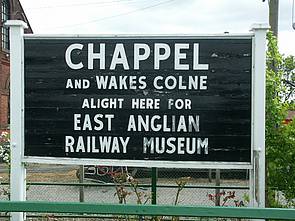 CHAPPEL
AND WAKES COLNE
ALIGHT HERE FOR
EAST ANGLIAN
RAILWAY MUSEUM